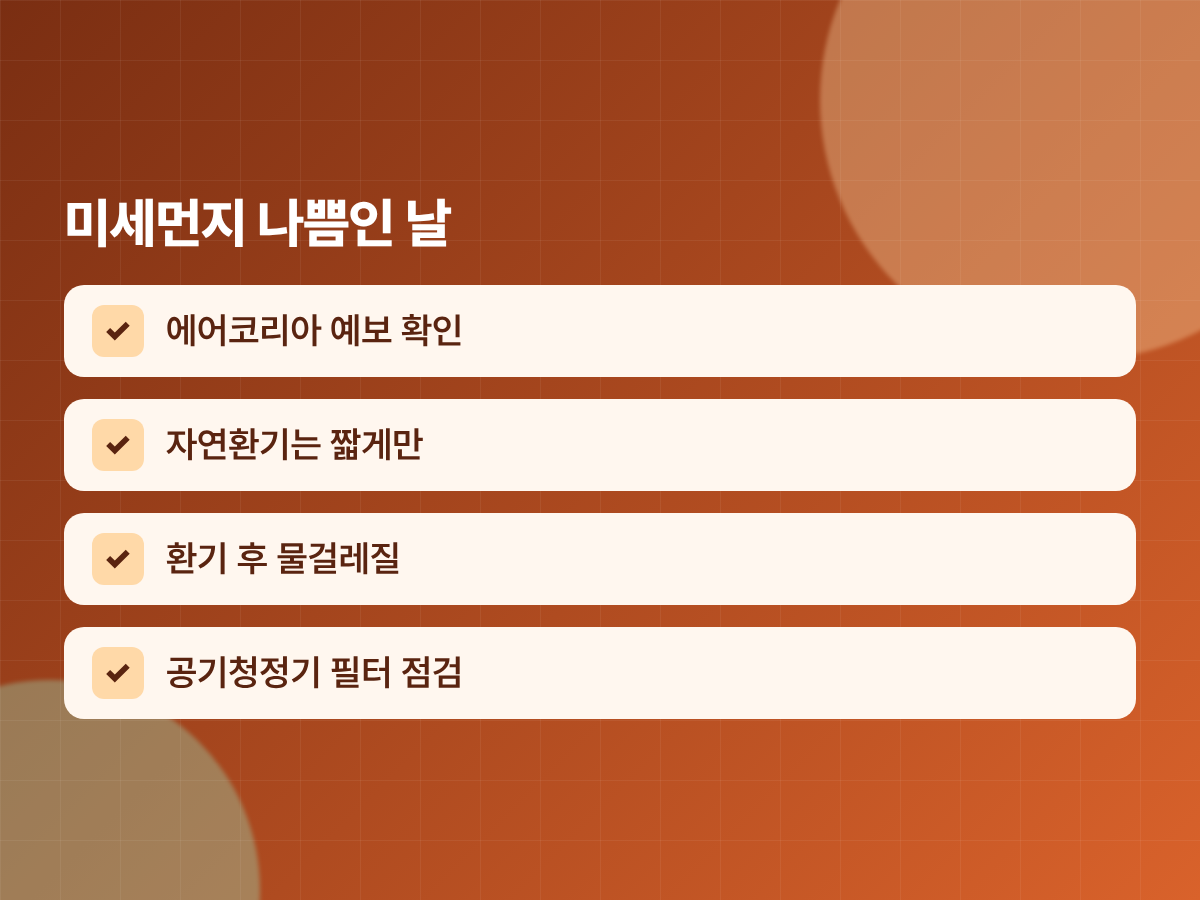 미세먼지 나쁨인 날
에어코리아 예보 확인
자연환기는 짧게만
환기 후 물걸레질
공기청정기 필터 점검